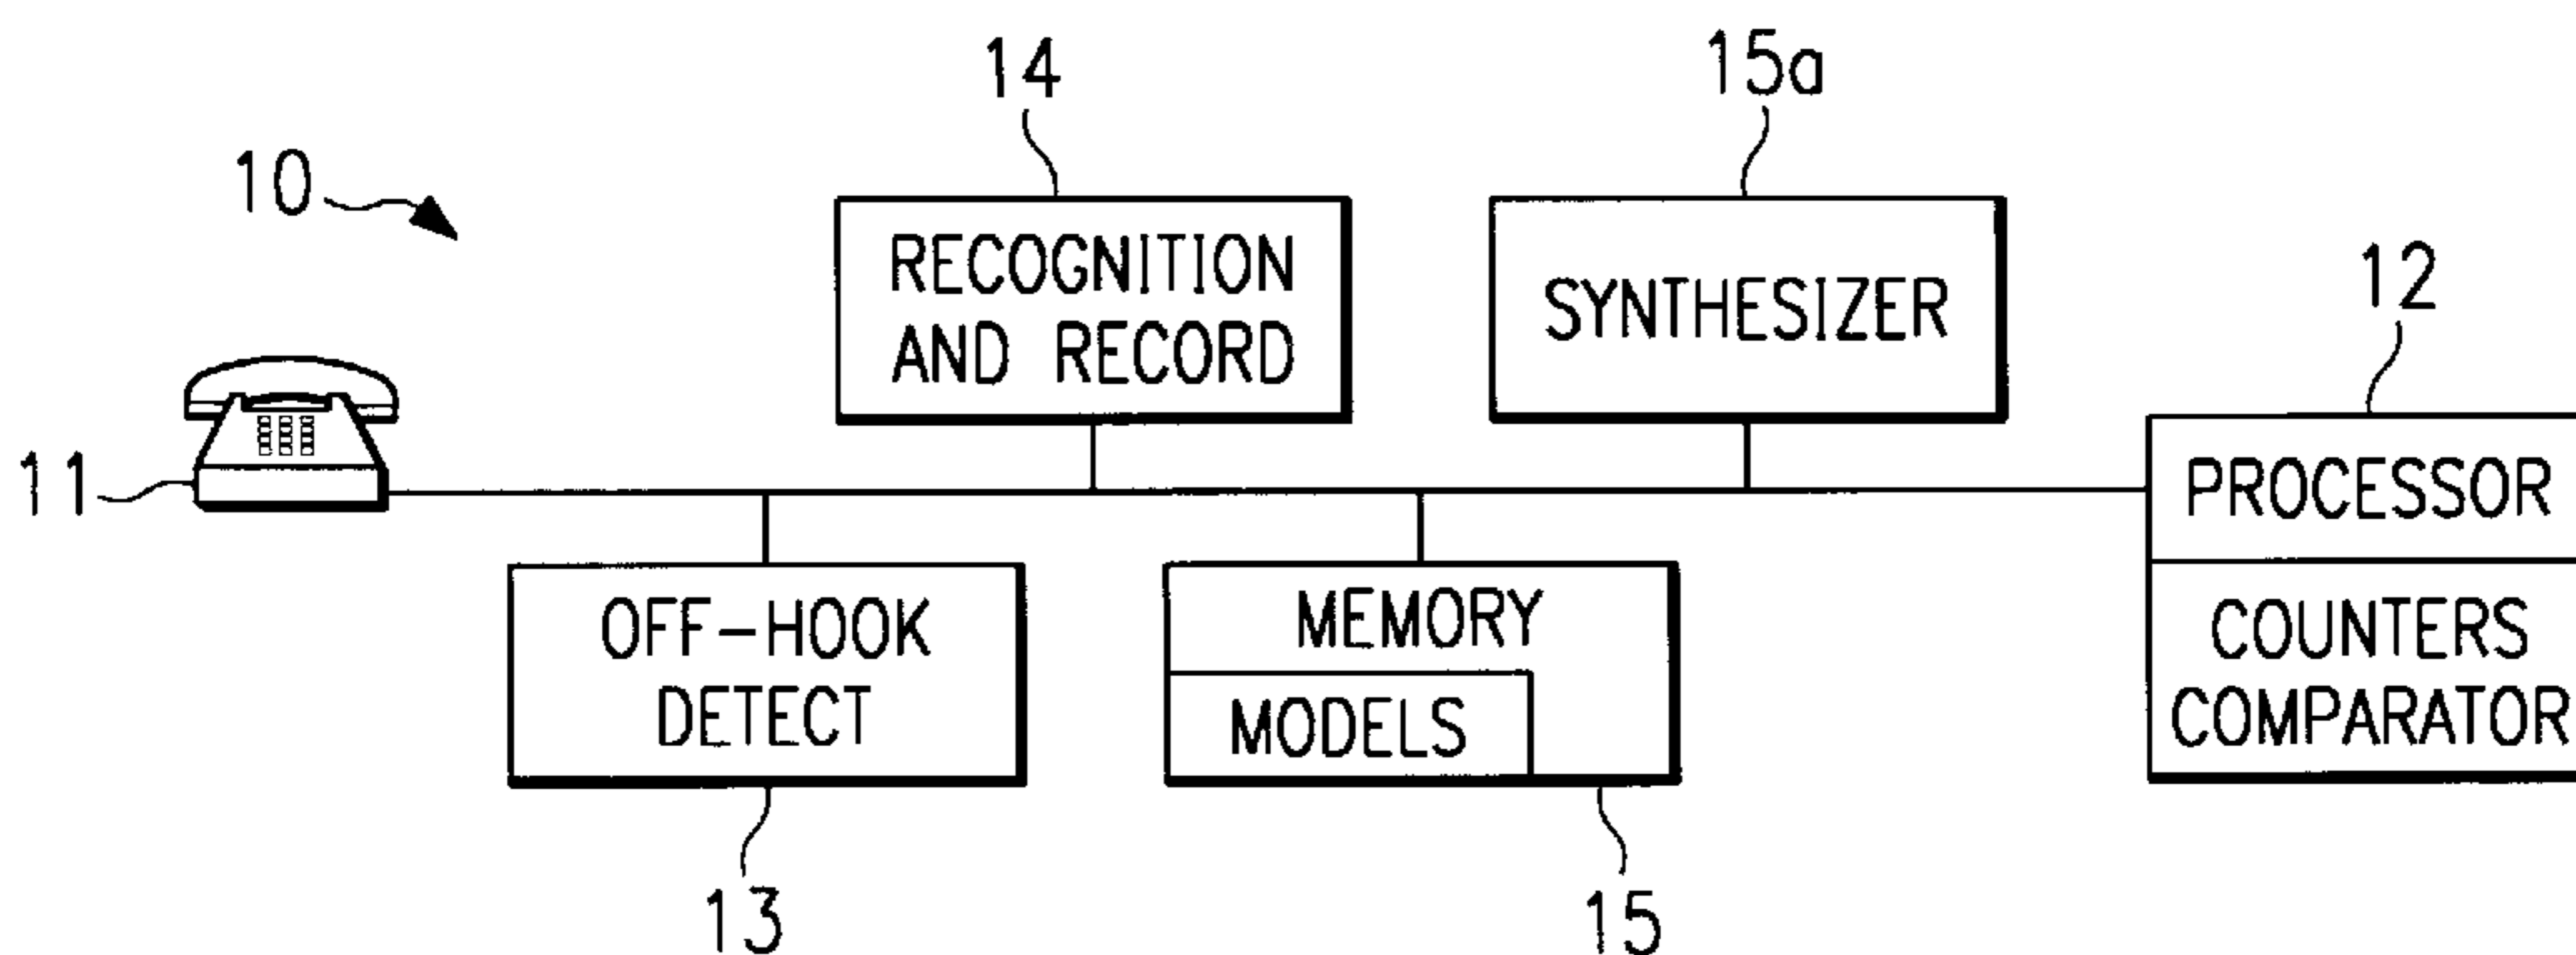 14
15a
10
RECOGNITION
AND RECORD
SYNTHESIZER
12
11
PROCESSOR
OFF-HOOK
DETECT
MEMORY
MODELS
COUNTERS
COMPARATOR
13
15